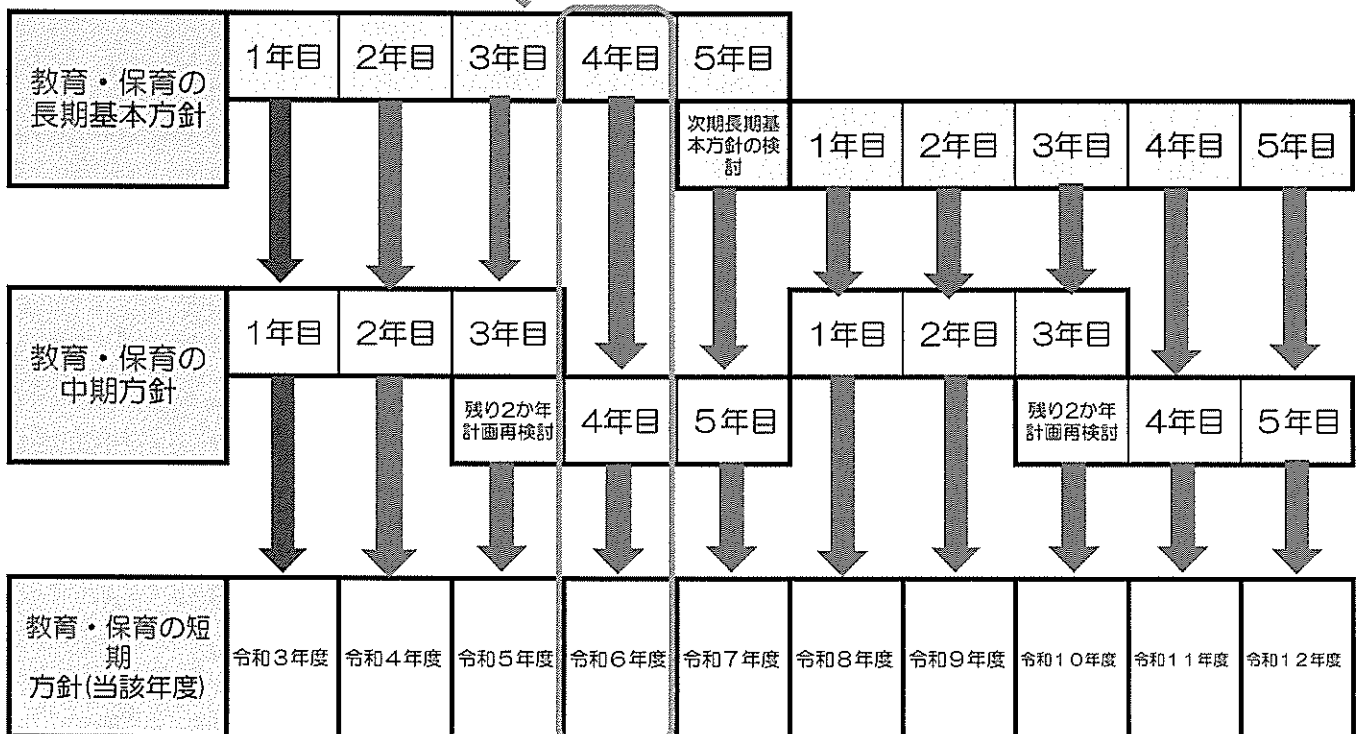 教育・保育の
長期基本方針
1年目
2年目
3年目
4年目
5年目
次期長期基
本方針の検
討
1年目
2年目
3年目
4年目
5年目
教育・保育の
中期方針
1年目
2年目
3年目
残り2か年
計画再検討
4年目
5年目
1年目
2年目
3年目
残り2か年
計画再検討
4年目
5年目
教育・保育の短
期
方針(当該年度)
令和3年度
令和4年度
令和5年度
令和6年度
令和7年度
令和8年度
令和9年度
令和10年度
令和11年度
令和12年度